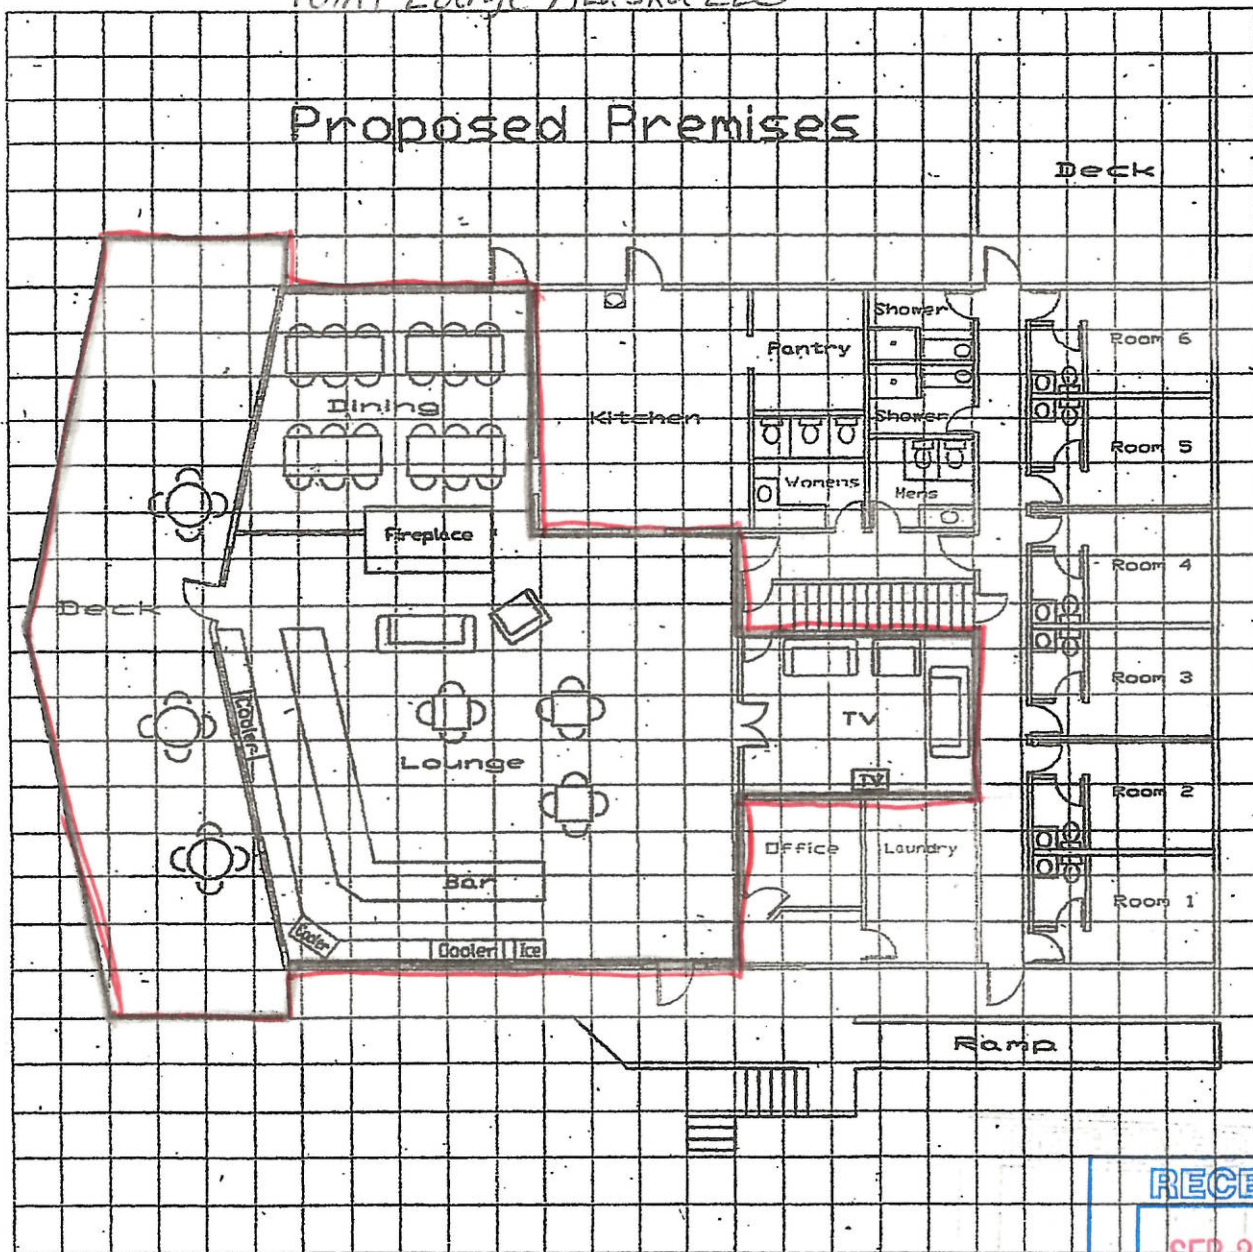 Proposed Premises
Deck
Shower
Room 6
Pantry
Dining
Kitchen
Shower
Room 5
Womens
Mens
Fireplace
Room 4
Deck
Room 3
Cooler
TV
Lounge
TV
Room 2
Office
Laundry
Bar
Room 1
Cooler
Cooler
Ice
Ramp